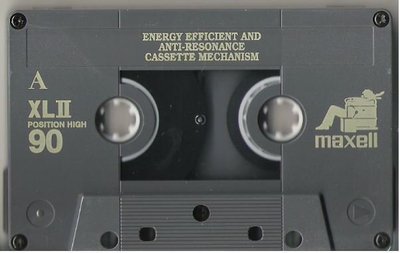 ENERGY EFFICIENT AND
ANTI-RESONANCE
CASSETTE MECHANISM
A
XLII
POSITION HIGH
90
maxell